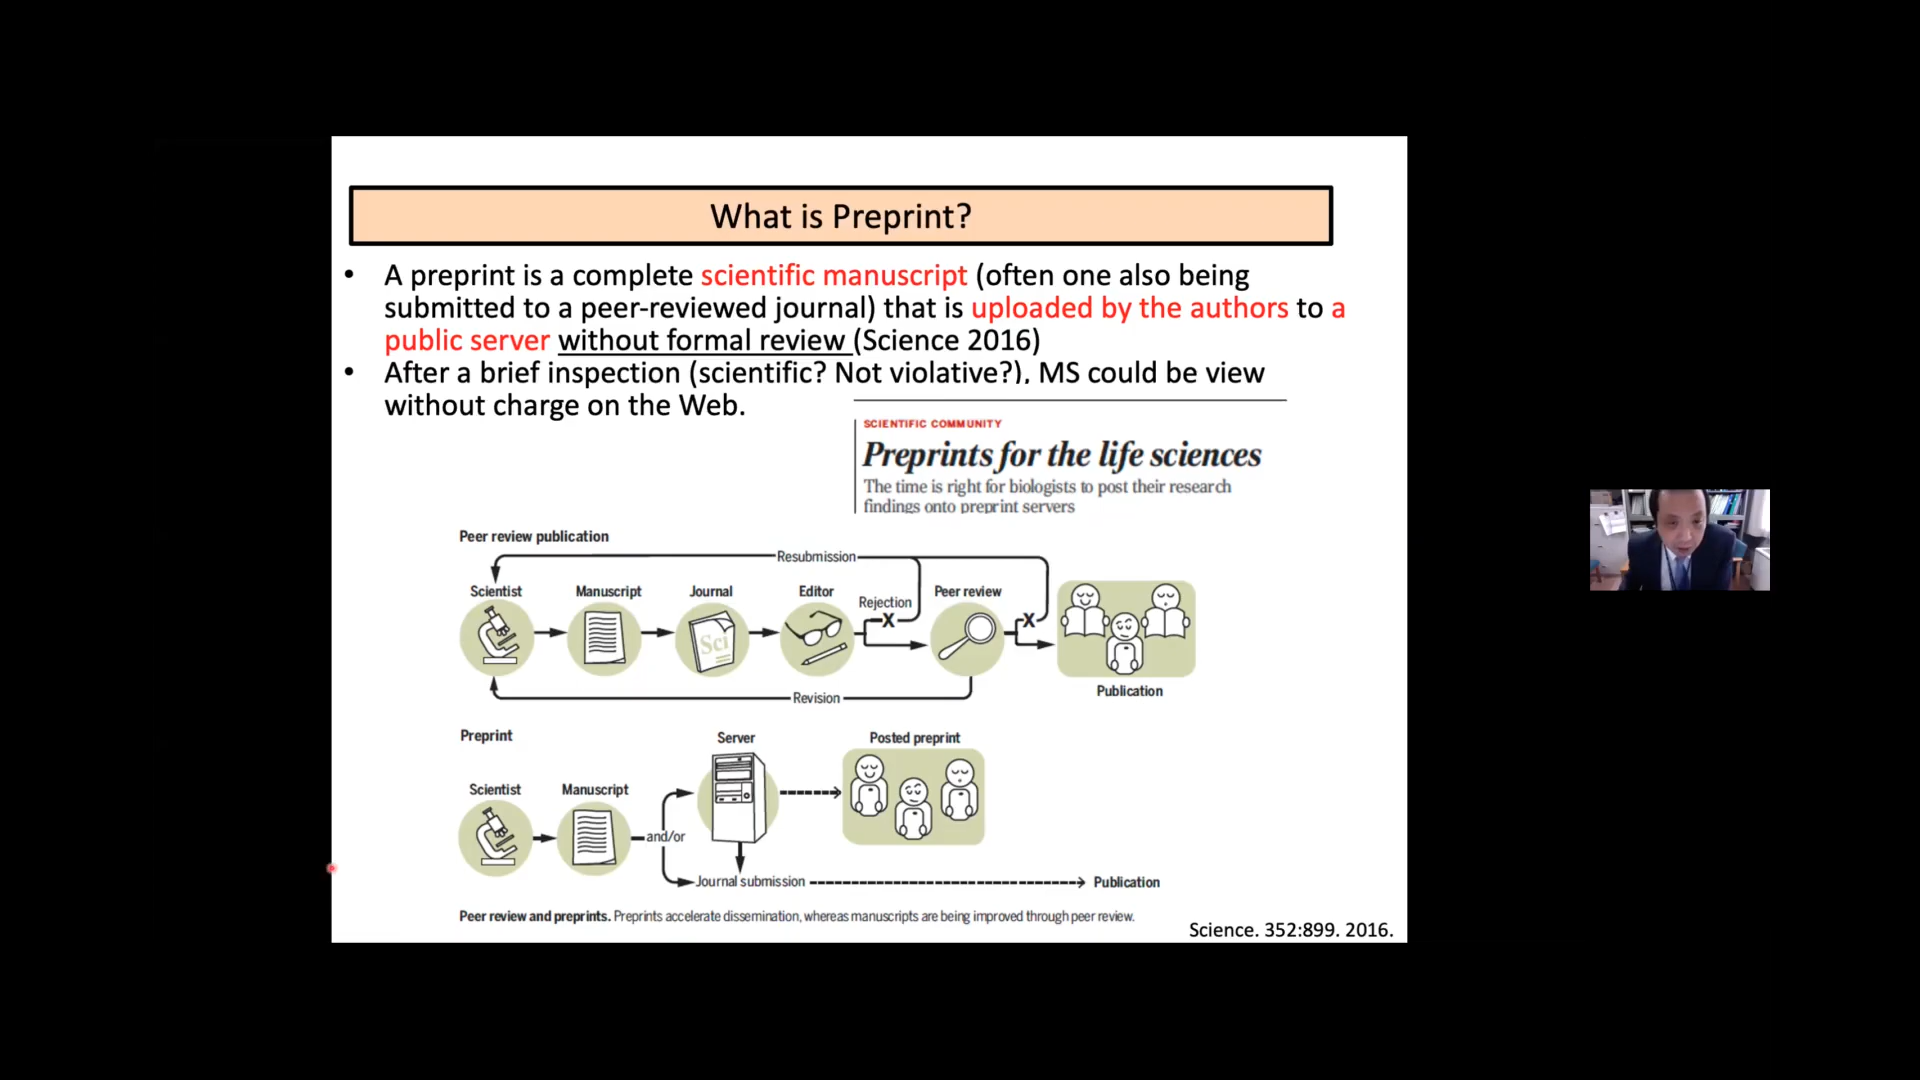 What is Preprint?
• A preprint is a complete scientific manuscript (often one also being
submitted to a peer-reviewed journal) that is uploaded by the authors to a
public server without formal review (Science 2016)
• After a brief inspection (scientific? Not violative?), MS could be view
without charge on the Web.
SCIENTIFIC COMMUNITY
Preprints for the life sciences
The time is right for biologists to post their research
findings onto preprint servers
Peer review publication
Resubmission
Scientist
Manuscript
Journal
Editor
Rejection
Peer review
X
X
Sci
Publication
Revision
Preprint
Server
Posted preprint
Scientist
Manuscript
and/or
Journal submission
Publication
Peer review and preprints. Preprints accelerate dissemination, whereas manuscripts are being improved through peer review.
Science. 352:899. 2016.